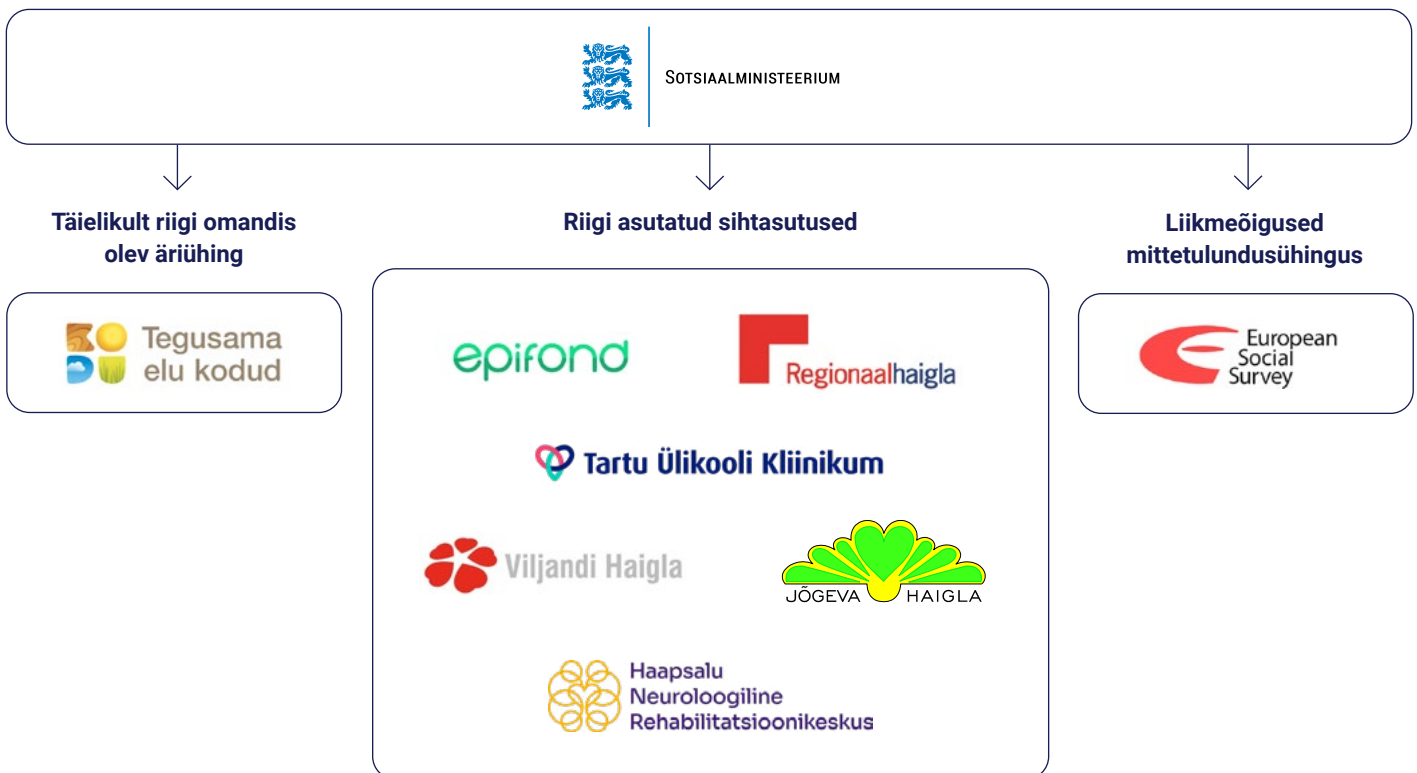 SOTSIAALMINISTEERIUM
Täielikult riigi omandis
olev äriühing
Riigi asutatud sihtasutused
Liikmeõigused
mittetulundusühingus
KODU
Tegusama
elu kodud
epifond
Regionaalhaigla
European
Social
Survey
Tartu Ülikooli Kliinikum
Viljandi Haigla
JÕGEVA HAIGLA
Haapsalu
Neuroloogiline
Rehabilitatsioonikeskus